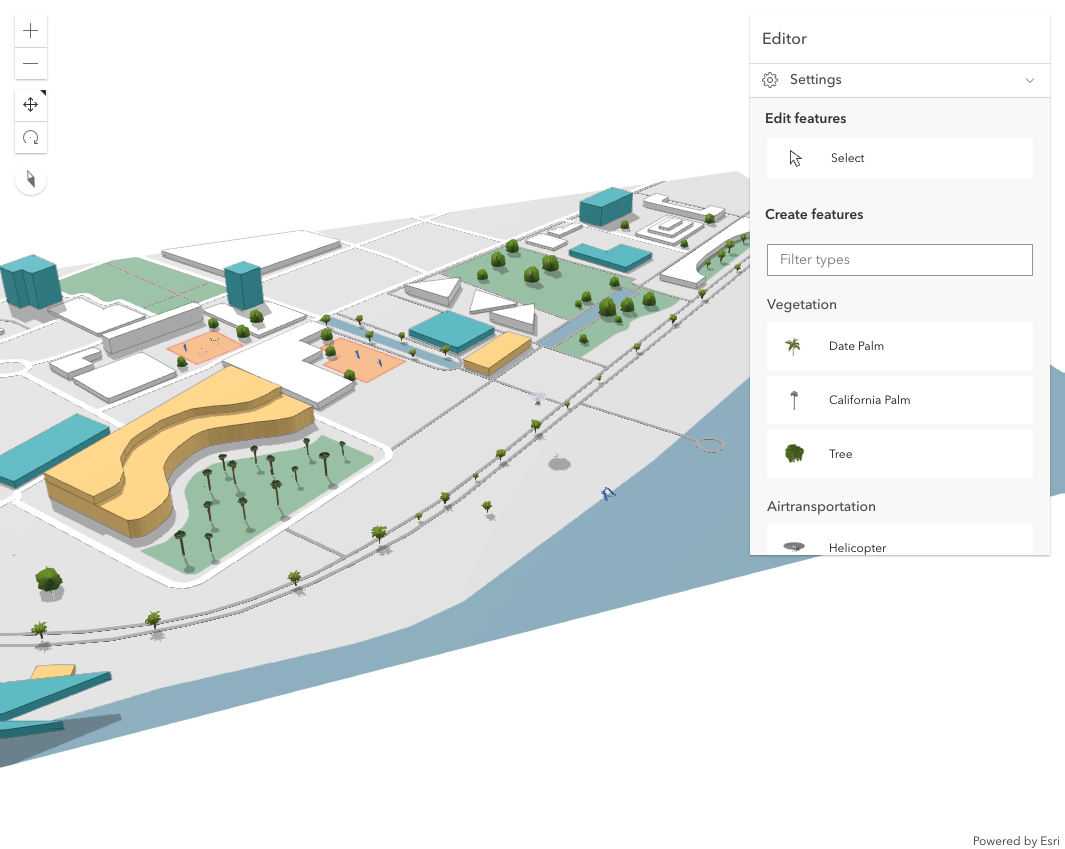 Editor
Settings
Edit features
Select
Create features
Filter types
Vegetation
Date Palm
California Palm
Tree
Airtransportation
Helicopter
Powered by Esri